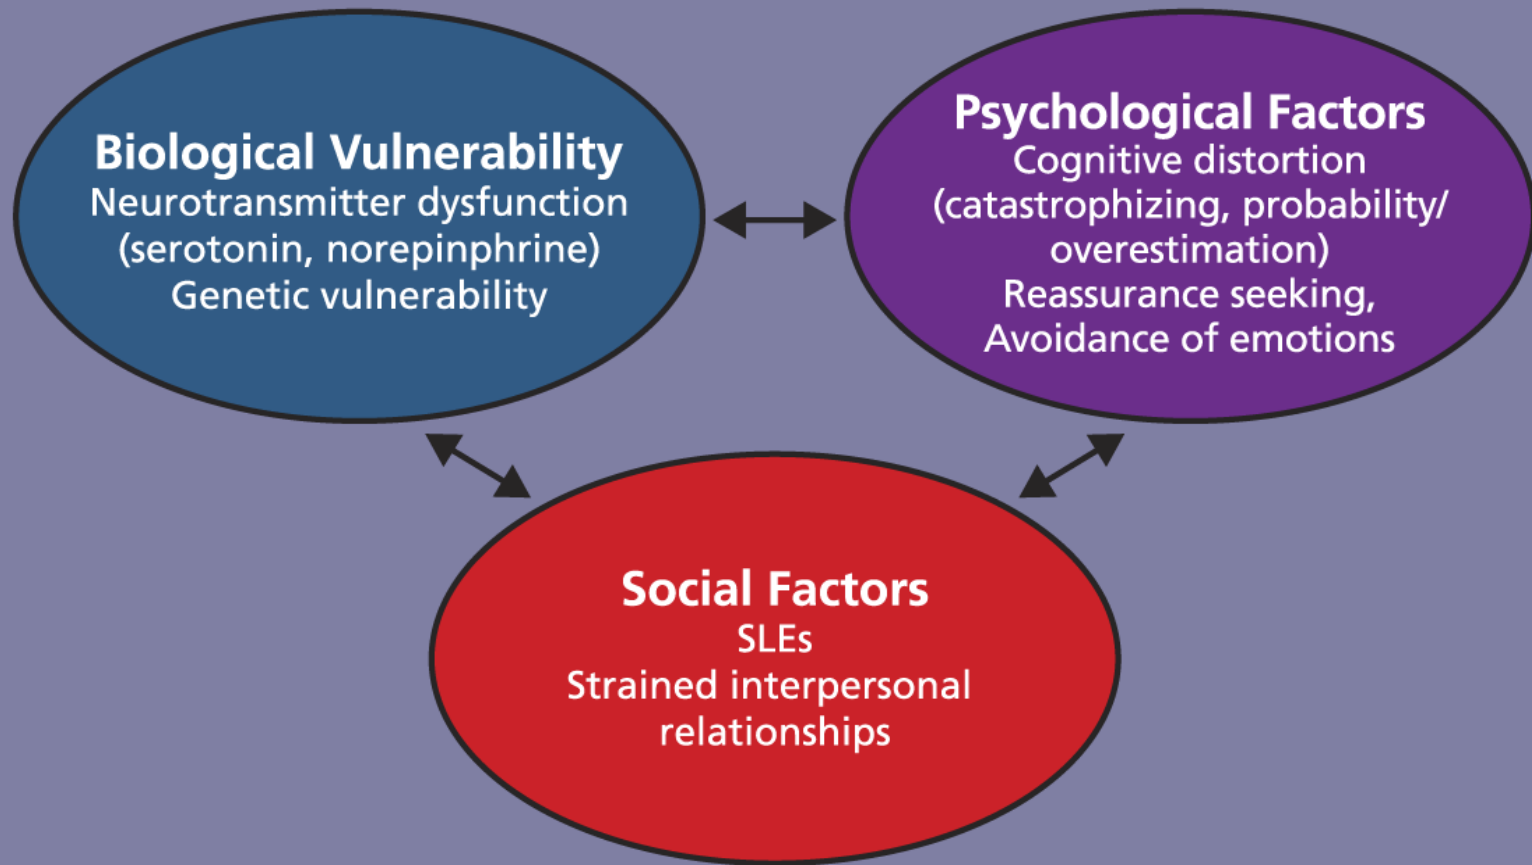 Biological Vulnerability
Neurotransmitter dysfunction
(serotonin, norepinphrine)
Genetic vulnerability
Psychological Factors
Cognitive distortion
(catastrophizing, probability/
overestimation)
Reassurance seeking,
Avoidance of emotions
Social Factors
SLEs
Strained interpersonal
relationships